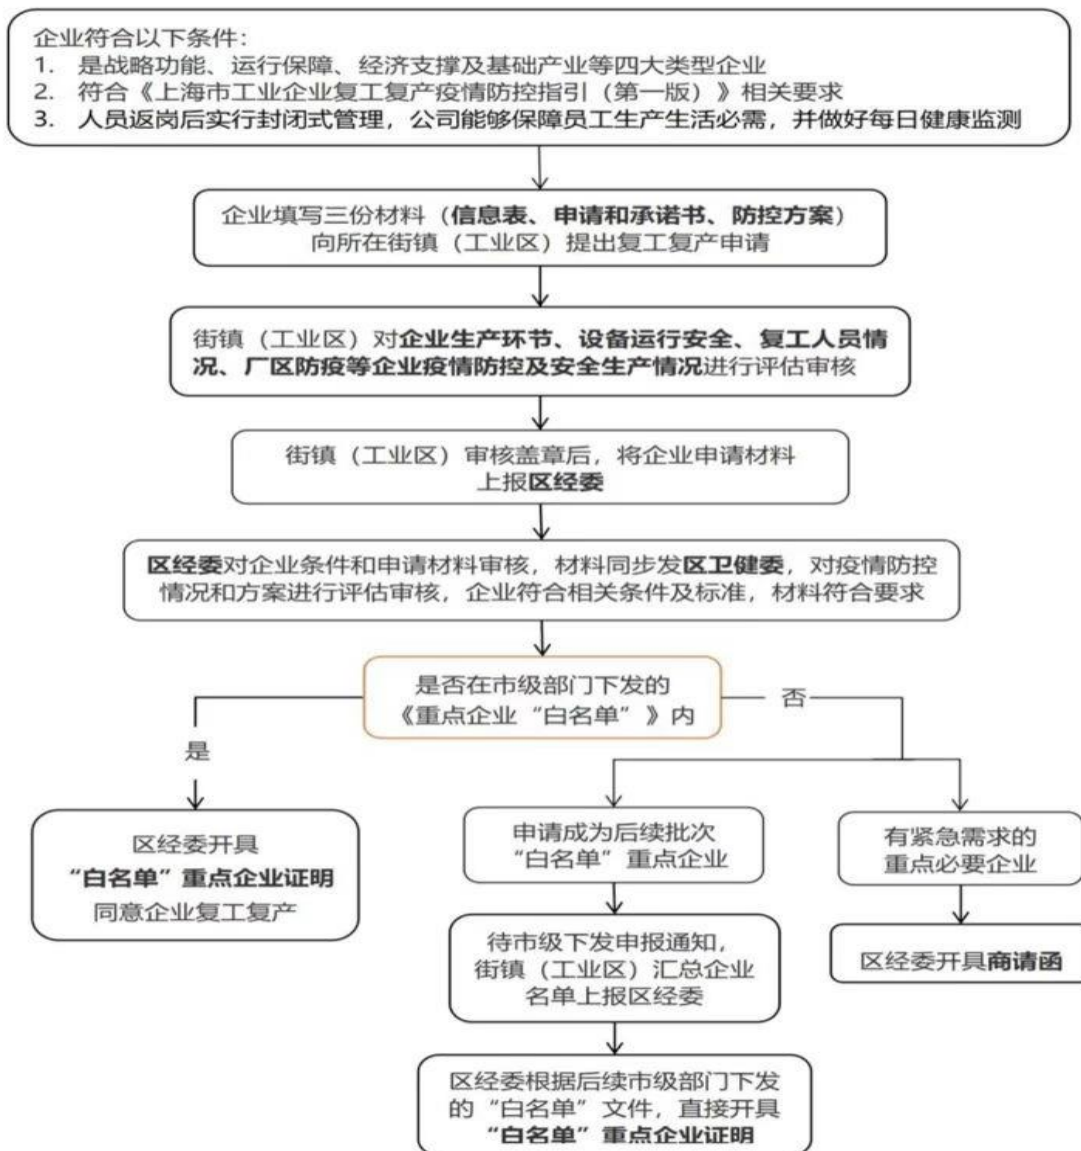 企业符合以下条件：
1. 是战略功能、运行保障、经济支撑及基础产业等四大类型企业
2. 符合《上海市工业企业复工复产疫情防控指引（第一版）》相关要求
3. 人员返岗后实行封闭式管理，公司能够保障员工生产生活必需，并做好每日健康监测
企业填写三份材料（信息表、申请和承诺书、防控方案）
向所在街镇（工业区）提出复工复产申请
街镇（工业区）对企业生产环节、设备运行安全、复工人员情
况、厂区防疫等企业疫情防控及安全生产情况进行评估审核
街镇（工业区）审核盖章后，将企业申请材料
上报区经委
区经委对企业条件和申请材料审核，材料同步发区卫健委，对疫情防控
情况和方案进行评估审核，企业符合相关条件及标准，材料符合要求
是否在市级部门下发的
《重点企业“白名单”》内
是
否
区经委开具
“白名单”重点企业证明
同意企业复工复产
申请成为后续批次
“白名单”重点企业
有紧急需求的
重点必要企业
待市级下发申报通知，
街镇（工业区）汇总企业
名单上报区经委
区经委开具商请函
区经委根据后续市级部门下发
的“白名单”文件，直接开具
“白名单”重点企业证明